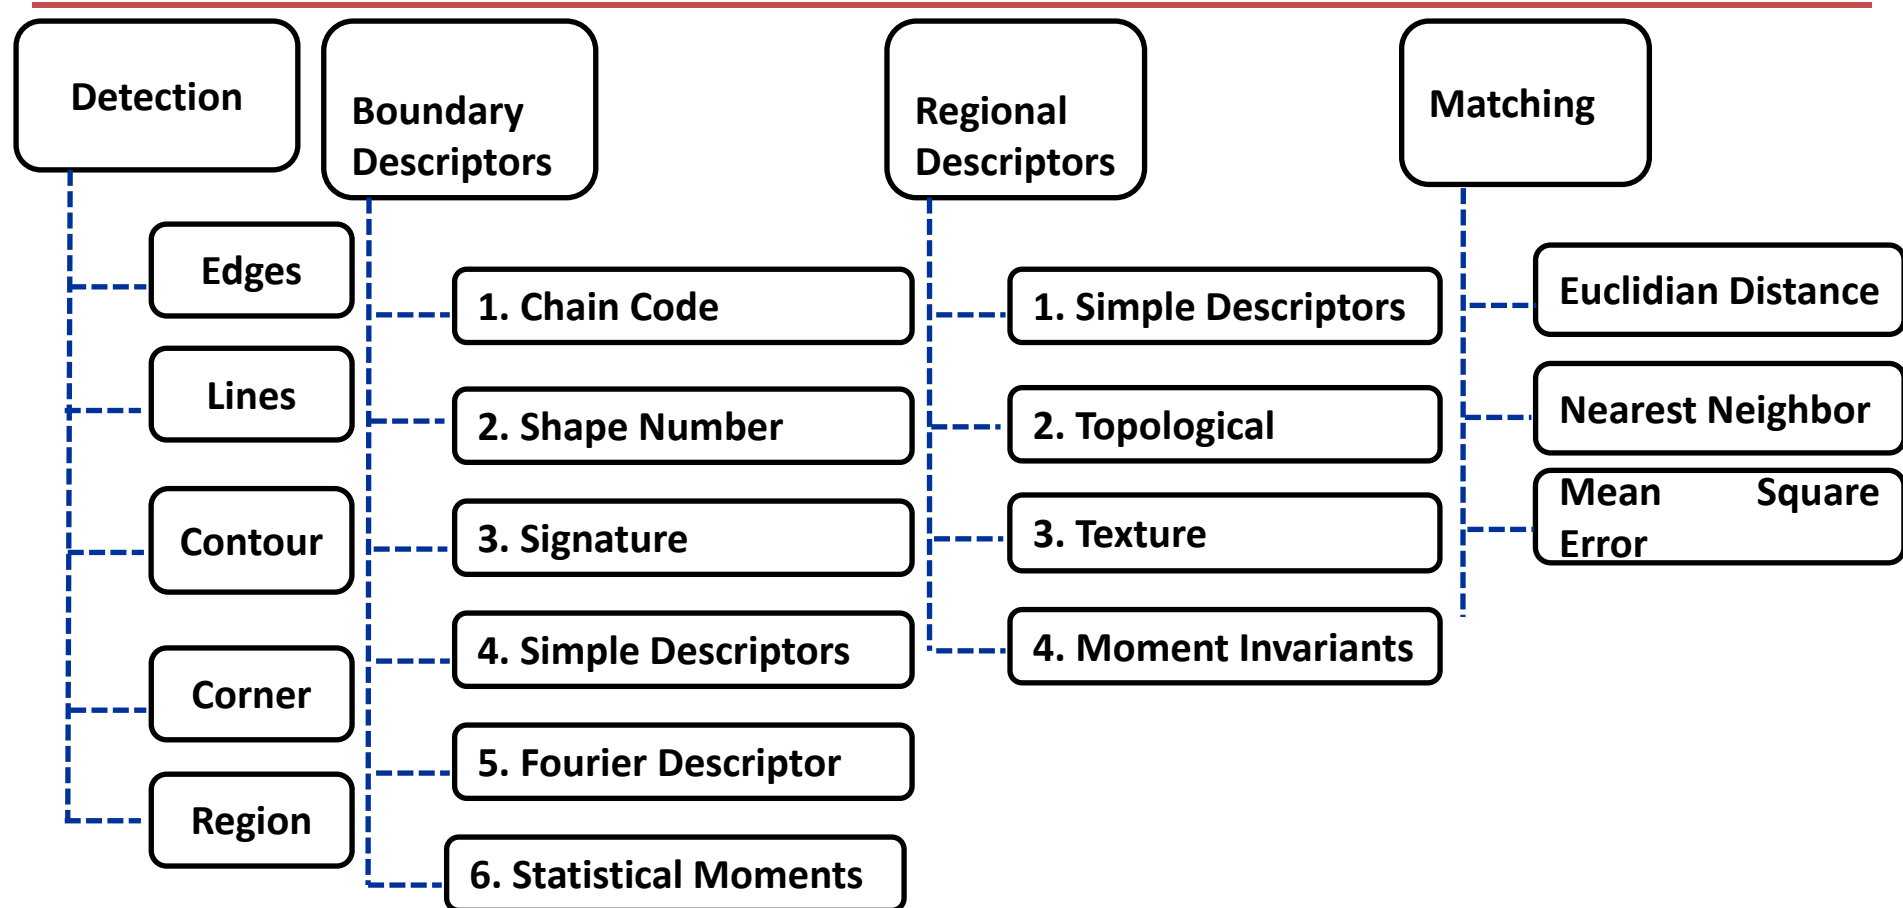 Detection
Edges
Lines
Contour
Corner
Region
Boundary
Descriptors
1. Chain Code
2. Shape Number
3. Signature
4. Simple Descriptors
5. Fourier Descriptor
6. Statistical Moments
Regional
Descriptors
1. Simple Descriptors
2. Topological
3. Texture
4. Moment Invariants
Matching
Euclidian Distance
Nearest Neighbor
Mean Square
Error